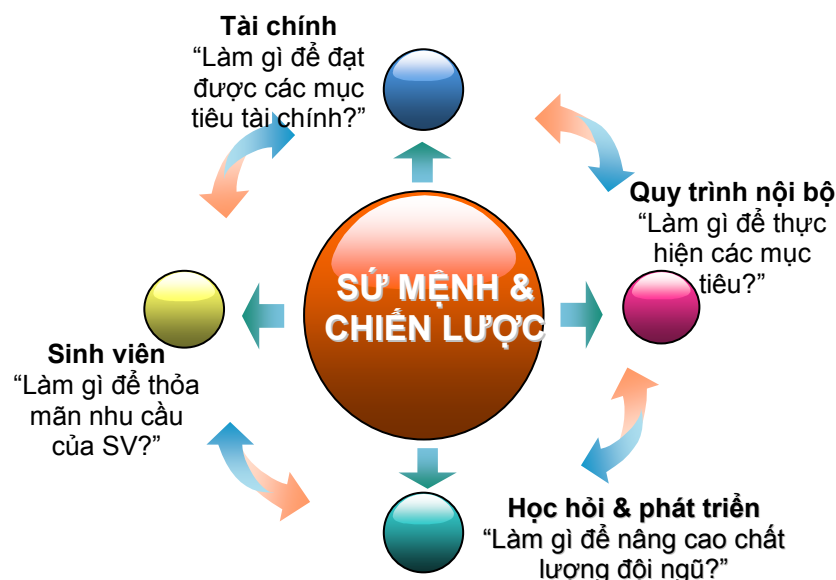 Tài chính
“Làm gì để đạt
được các mục
tiêu tài chính?”
Quy trình nội bộ
“Làm gì để thực
hiện các mục
tiêu?”
SỨ MỆNH &
CHIẾN LƯỢC
Sinh viên
“Làm gì để thỏa
mãn nhu cầu
của SV?”
Học hỏi & phát triển
“Làm gì để nâng cao chất
lượng đội ngũ?”